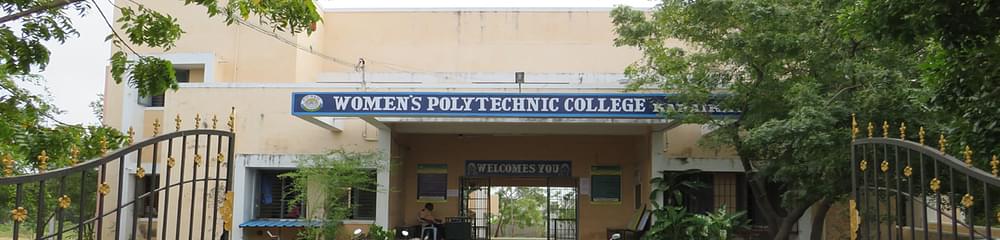 WOMEN'S POLYTECHNIC COLLEGE
WELCOMES YOU